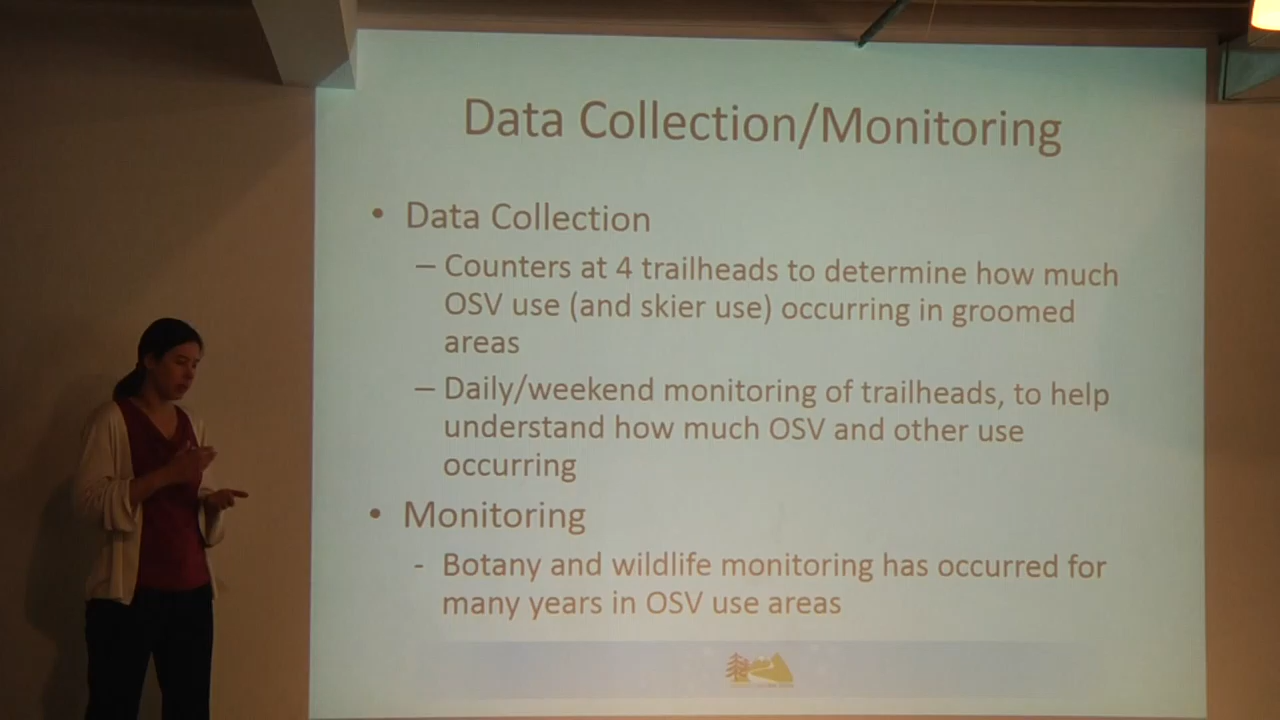 Data Collection/Monitoring
• Data Collection
– Counters at 4 trailheads to determine how much
OSV use (and skier use) occurring in groomed
areas
– Daily/weekend monitoring of trailheads, to help
understand how much OSV and other use
occurring
• Monitoring
- Botany and wildlife monitoring has occurred for
many years in OSV use areas